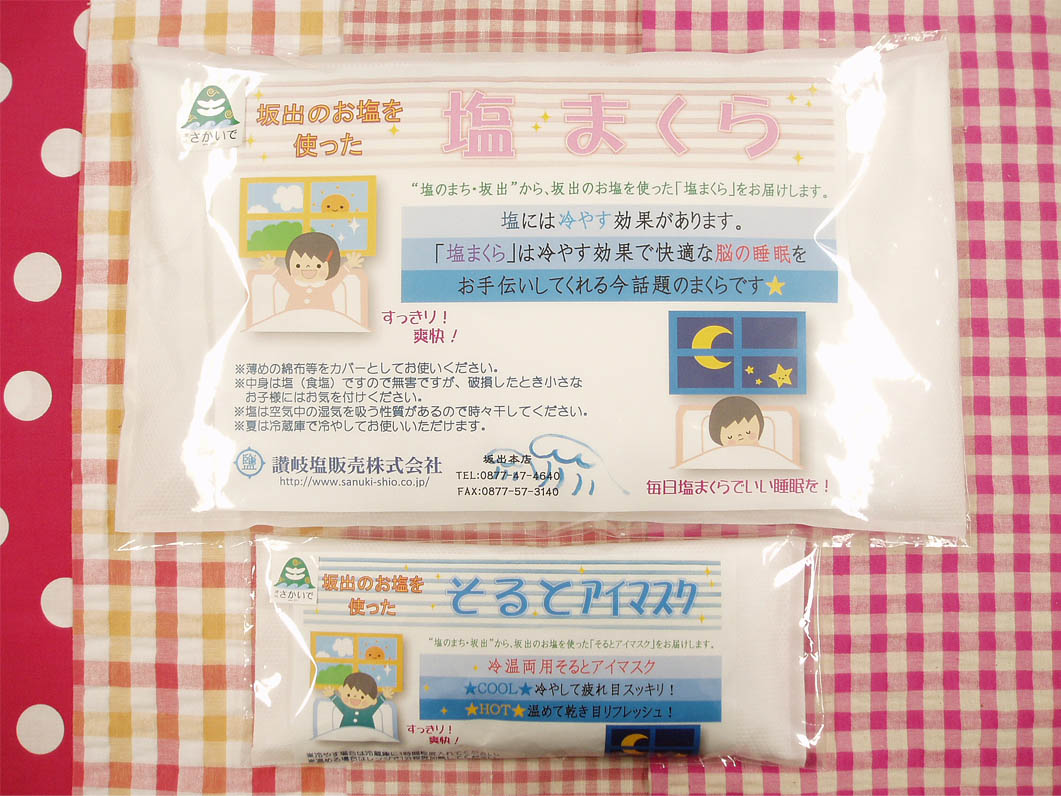 さかいで
坂出のお塩を
使った
塩まくら
“塩のまち・坂出”から、坂出のお塩を使った「塩まくら」をお届けします。
塩には冷やす効果があります。
「塩まくら」は冷やす効果で快適な脳の睡眠を
お手伝いしてくれる今話題のまくらです★
すっきり！
爽快！
※薄めの綿布等をカバーとしてお使いください。
※中身は塩（食塩）ですので無害ですが、破損したとき小さな
お子様にはお気を付けください。
※塩は空気中の湿気を吸う性質があるので時々干してください。
※夏は冷蔵庫で冷やしてお使いいただけます。
讃岐塩販売株式会社
http://www.sanuki-shio.co.jp/
坂出本店
TEL:0877-47-4640
FAX:0877-57-3140
毎日塩まくらでいい睡眠を！
さかいで
坂出のお塩を
使った
そるとアイマスク
“塩のまち・坂出”から、坂出のお塩を使った「そるとアイマスク」をお届けします。
冷温両用そるとアイマスク
★COOL★冷やして疲れ目スッキリ！
★HOT★温めて乾き目リフレッシュ！
すっきり！
爽快！